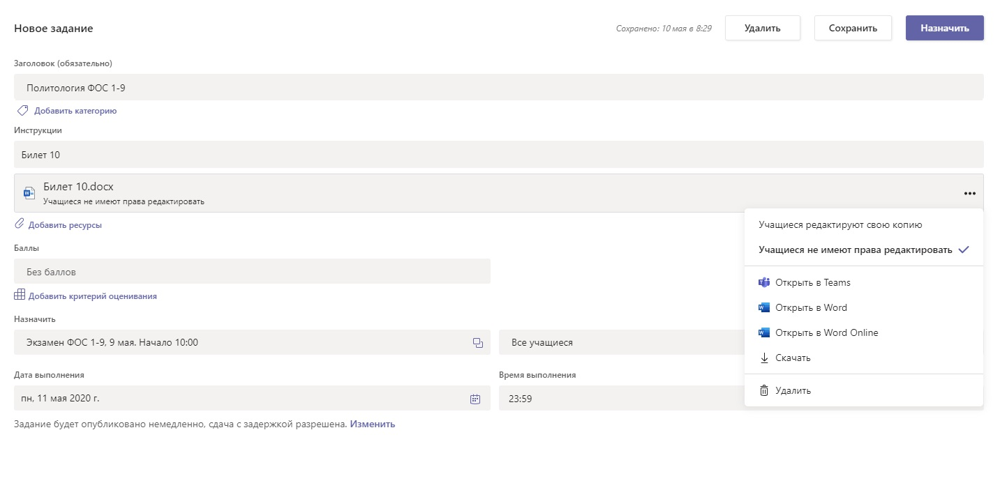 Новое задание
Сохранено: 10 мая в 8:29
Удалить
Сохранить
Назначить
Заголовок (обязательно)
Политология ФОС 1-9
Добавить категорию
Инструкции
Билет 10
Билет 10.docx
Учащиеся не имеют права редактировать
Добавить ресурсы
Учащиеся редактируют свою копию
Учащиеся не имеют права редактировать
Открыть в Teams
Открыть в Word
Открыть в Word Online
Скачать
Удалить
Баллы
Без баллов
Добавить критерий оценивания
Назначить
Экзамен ФОС 1-9, 9 мая. Начало 10:00
Все учащиеся
Дата выполнения
Время выполнения
пн, 11 мая 2020 г.
23:59
Задание будет опубликовано немедленно, сдача с задержкой разрешена. Изменить